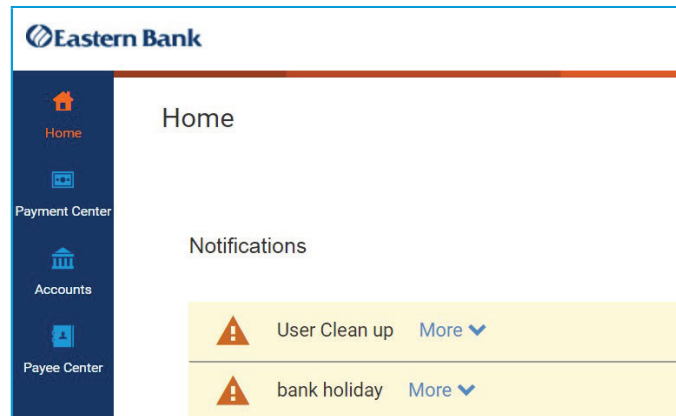 Eastern Bank
Home
Home
Payment Center
Notifications
Accounts
User Clean up More
Payee Center
bank holiday More